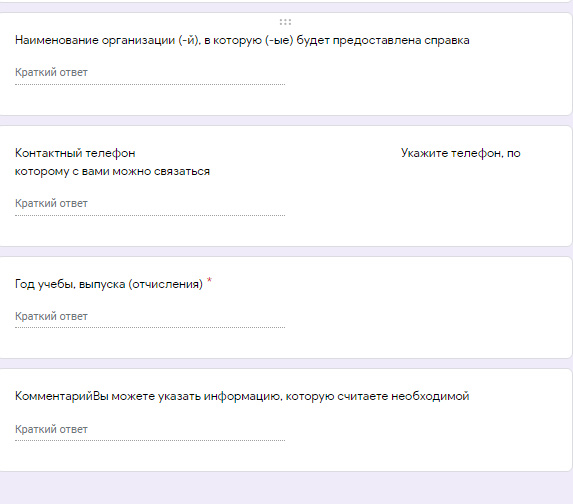 Наименование организации (-й), в которую (-ые) будет предоставлена справка
Краткий ответ
Контактный телефон Укажите телефон, по
которому с вами можно связаться
Краткий ответ
Год учебы, выпуска (отчисления) *
Краткий ответ
КомментарийВы можете указать информацию, которую считаете необходимой
Краткий ответ